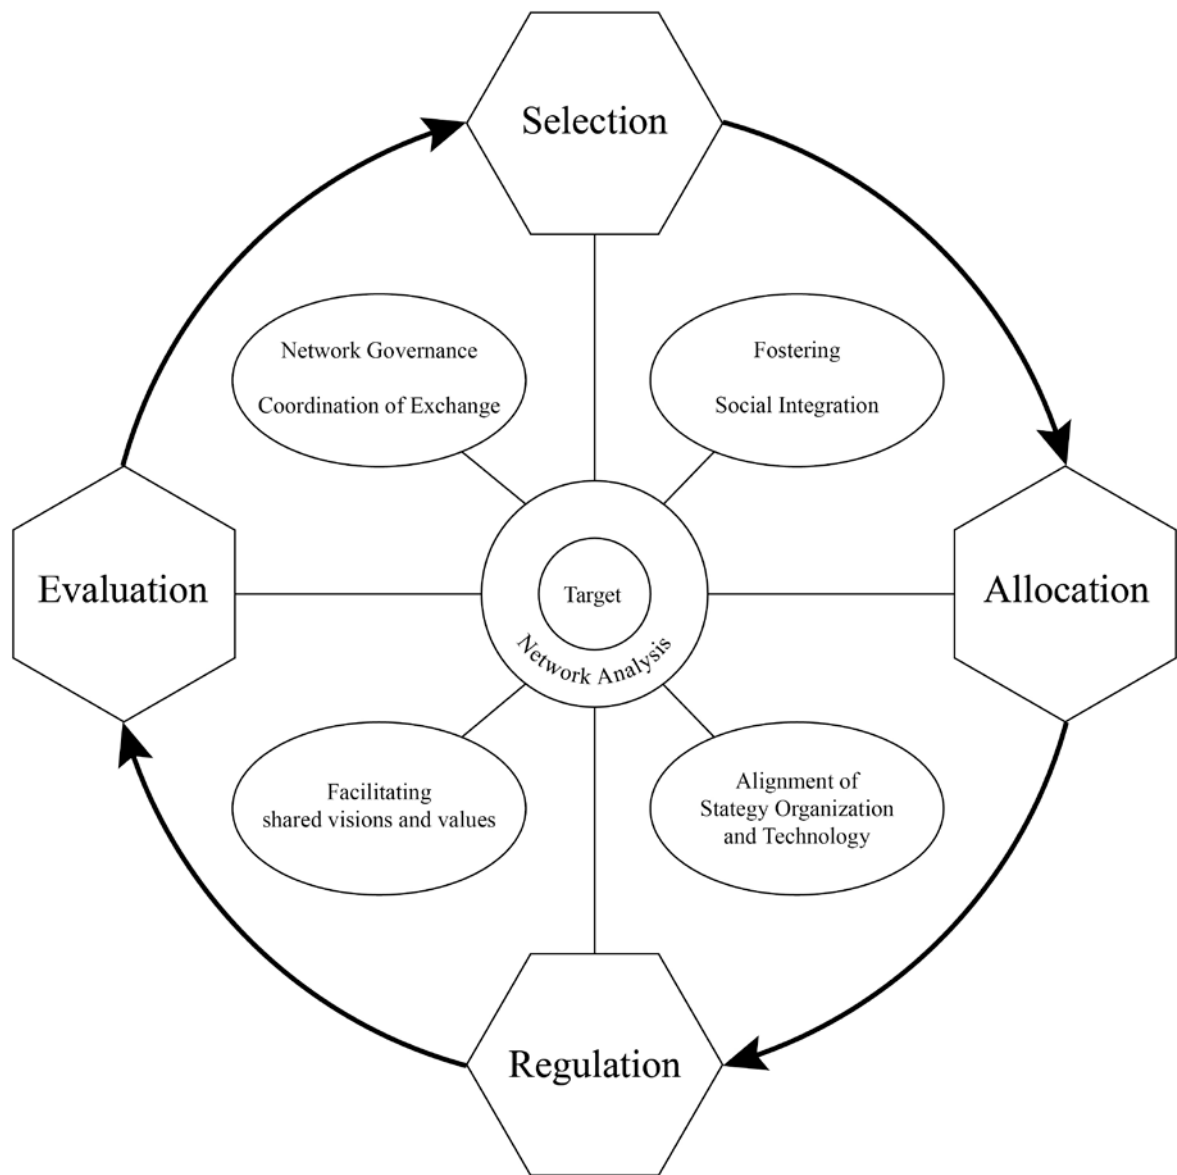 Selection
Network Governance
Coordination of Exchange
Fostering
Social Integration
Evaluation
Target
Network Analysis
Allocation
Facilitating
shared visions and values
Alignment of
Stategy Organization
and Technology
Regulation